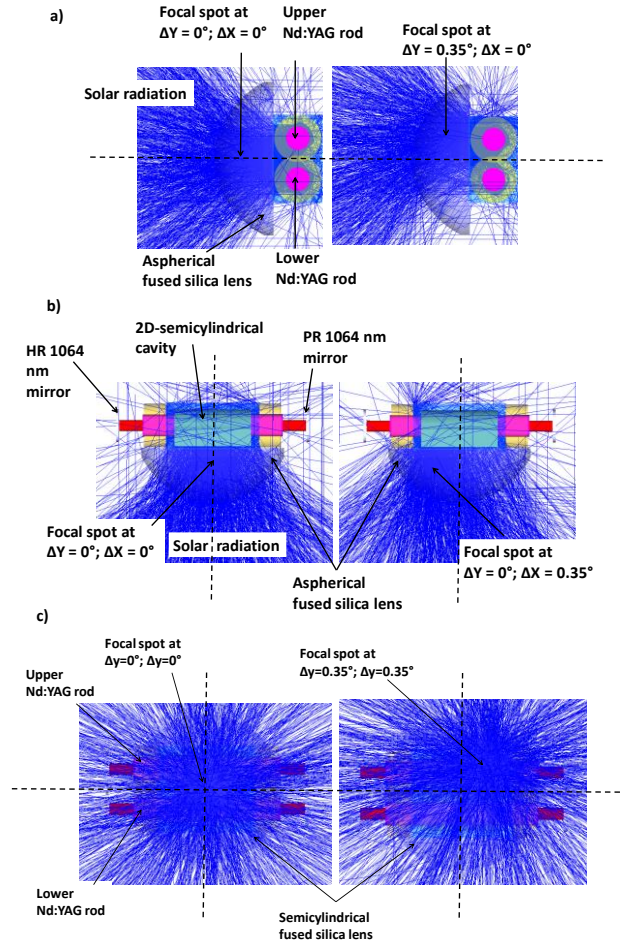 a)
Focal spot at
ΔY = 0°; ΔX = 0°
Upper
Nd:YAG rod
Focal spot at
ΔY = 0.35°; ΔX = 0°
Solar radiation
Aspherical
fused silica lens
Lower
Nd:YAG rod
b)
2D-semicylindrical
cavity
HR 1064
nm
mirror
PR 1064 nm
mirror
Focal spot at
ΔY = 0°; ΔX = 0°
Solar radiation
Aspherical
fused silica lens
Focal spot at
ΔY = 0°; ΔX = 0.35°
c)
Focal spot at
Δy=0°; Δy=0°
Focal spot at
Δy=0.35°; Δy=0.35°
Upper
Nd:YAG rod
Lower
Nd:YAG rod
Semicylindrical
fused silica lens